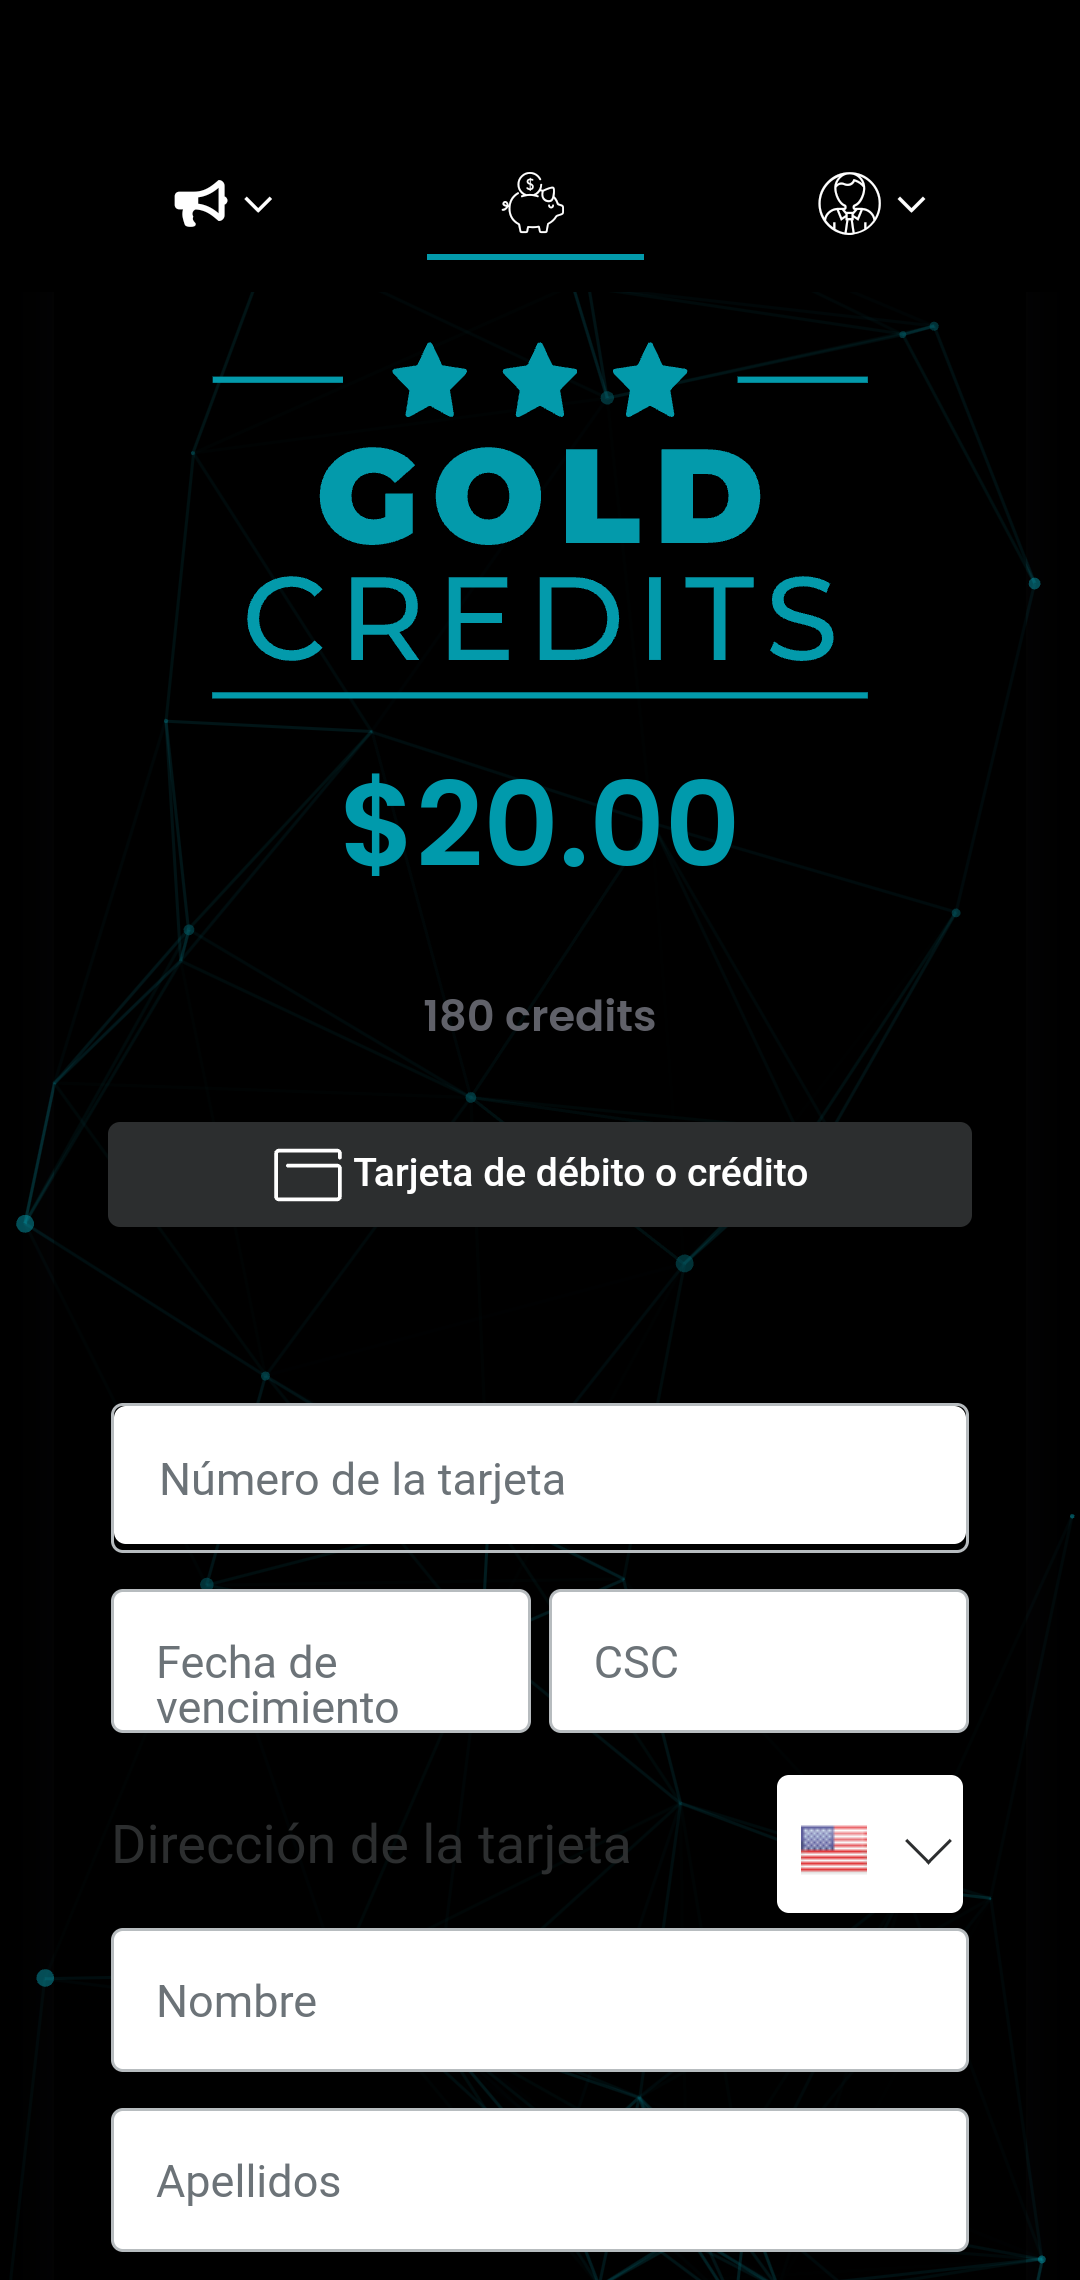 GOLD
CREDITS
$20.00
180 credits
Tarjeta de débito o crédito
Número de la tarjeta
Fecha de
vencimiento
CSC
Dirección de la tarjeta
Nombre
Apellidos